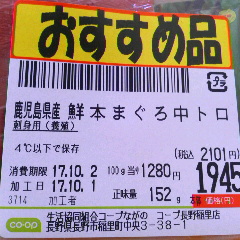 おすすめ品
プラ
鹿児島県産 鮮 本まぐろ中トロ
刺身用(養殖)
4℃以下で保存
(税込 2101円)
消費期限 17.10.2 100g当り 1280円
加工日 17.10.1 正味量 152g 1945
3714 加工者
co-op 生活協同組合コープながの コープ長野稲里店
長野県長野市稲里町中央3-38-1